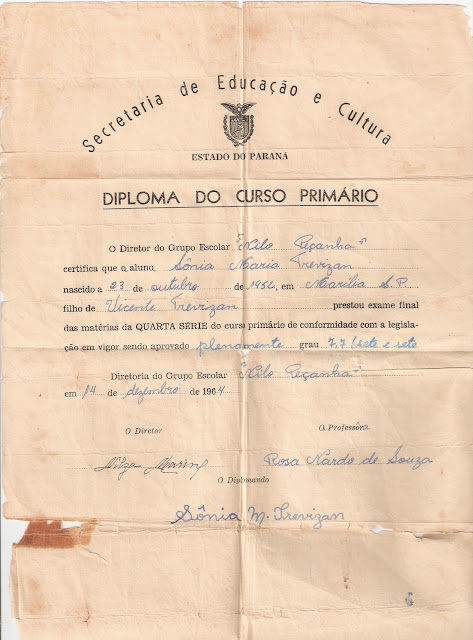 Secretaria de Educação e Cultura
ESTADO DO PARANÁ
DIPLOMA DO CURSO PRIMÁRIO
O Diretor do Grupo Escolar "Nilo Peçanha"
certifica que o aluno Sônia Maria Trevizan
nascido a 23 de outubro de 1952, em Marília S.P.
filho de Vicente Trevizan prestou exame final
das matérias da QUARTA SERIE do curso primário de conformidade com a legisla-
ção em vigor sendo aprovado plenamente grau 7,7 (sete e sete
Diretoria do Grupo Escolar "Nilo Peçanha"
em 14 de dezembro de 1964.
O Diretor O Professôra
Rosa Nardo de Souza
O Diplomando
Sônia M. Trevizan